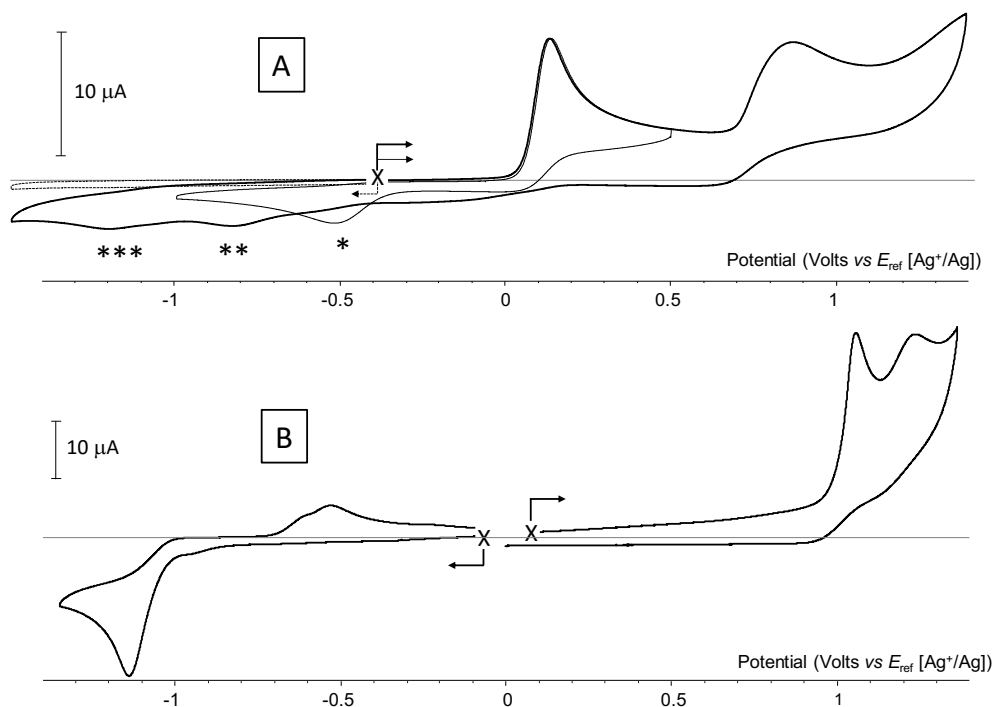 A
10 μA
X
*** ** *
Potential (Volts vs Eref [Ag+/Ag])
-1 -0.5 0 0.5 1
B
10 μA
X X
Potential (Volts vs Eref [Ag+/Ag])
-1 -0.5 0 0.5 1